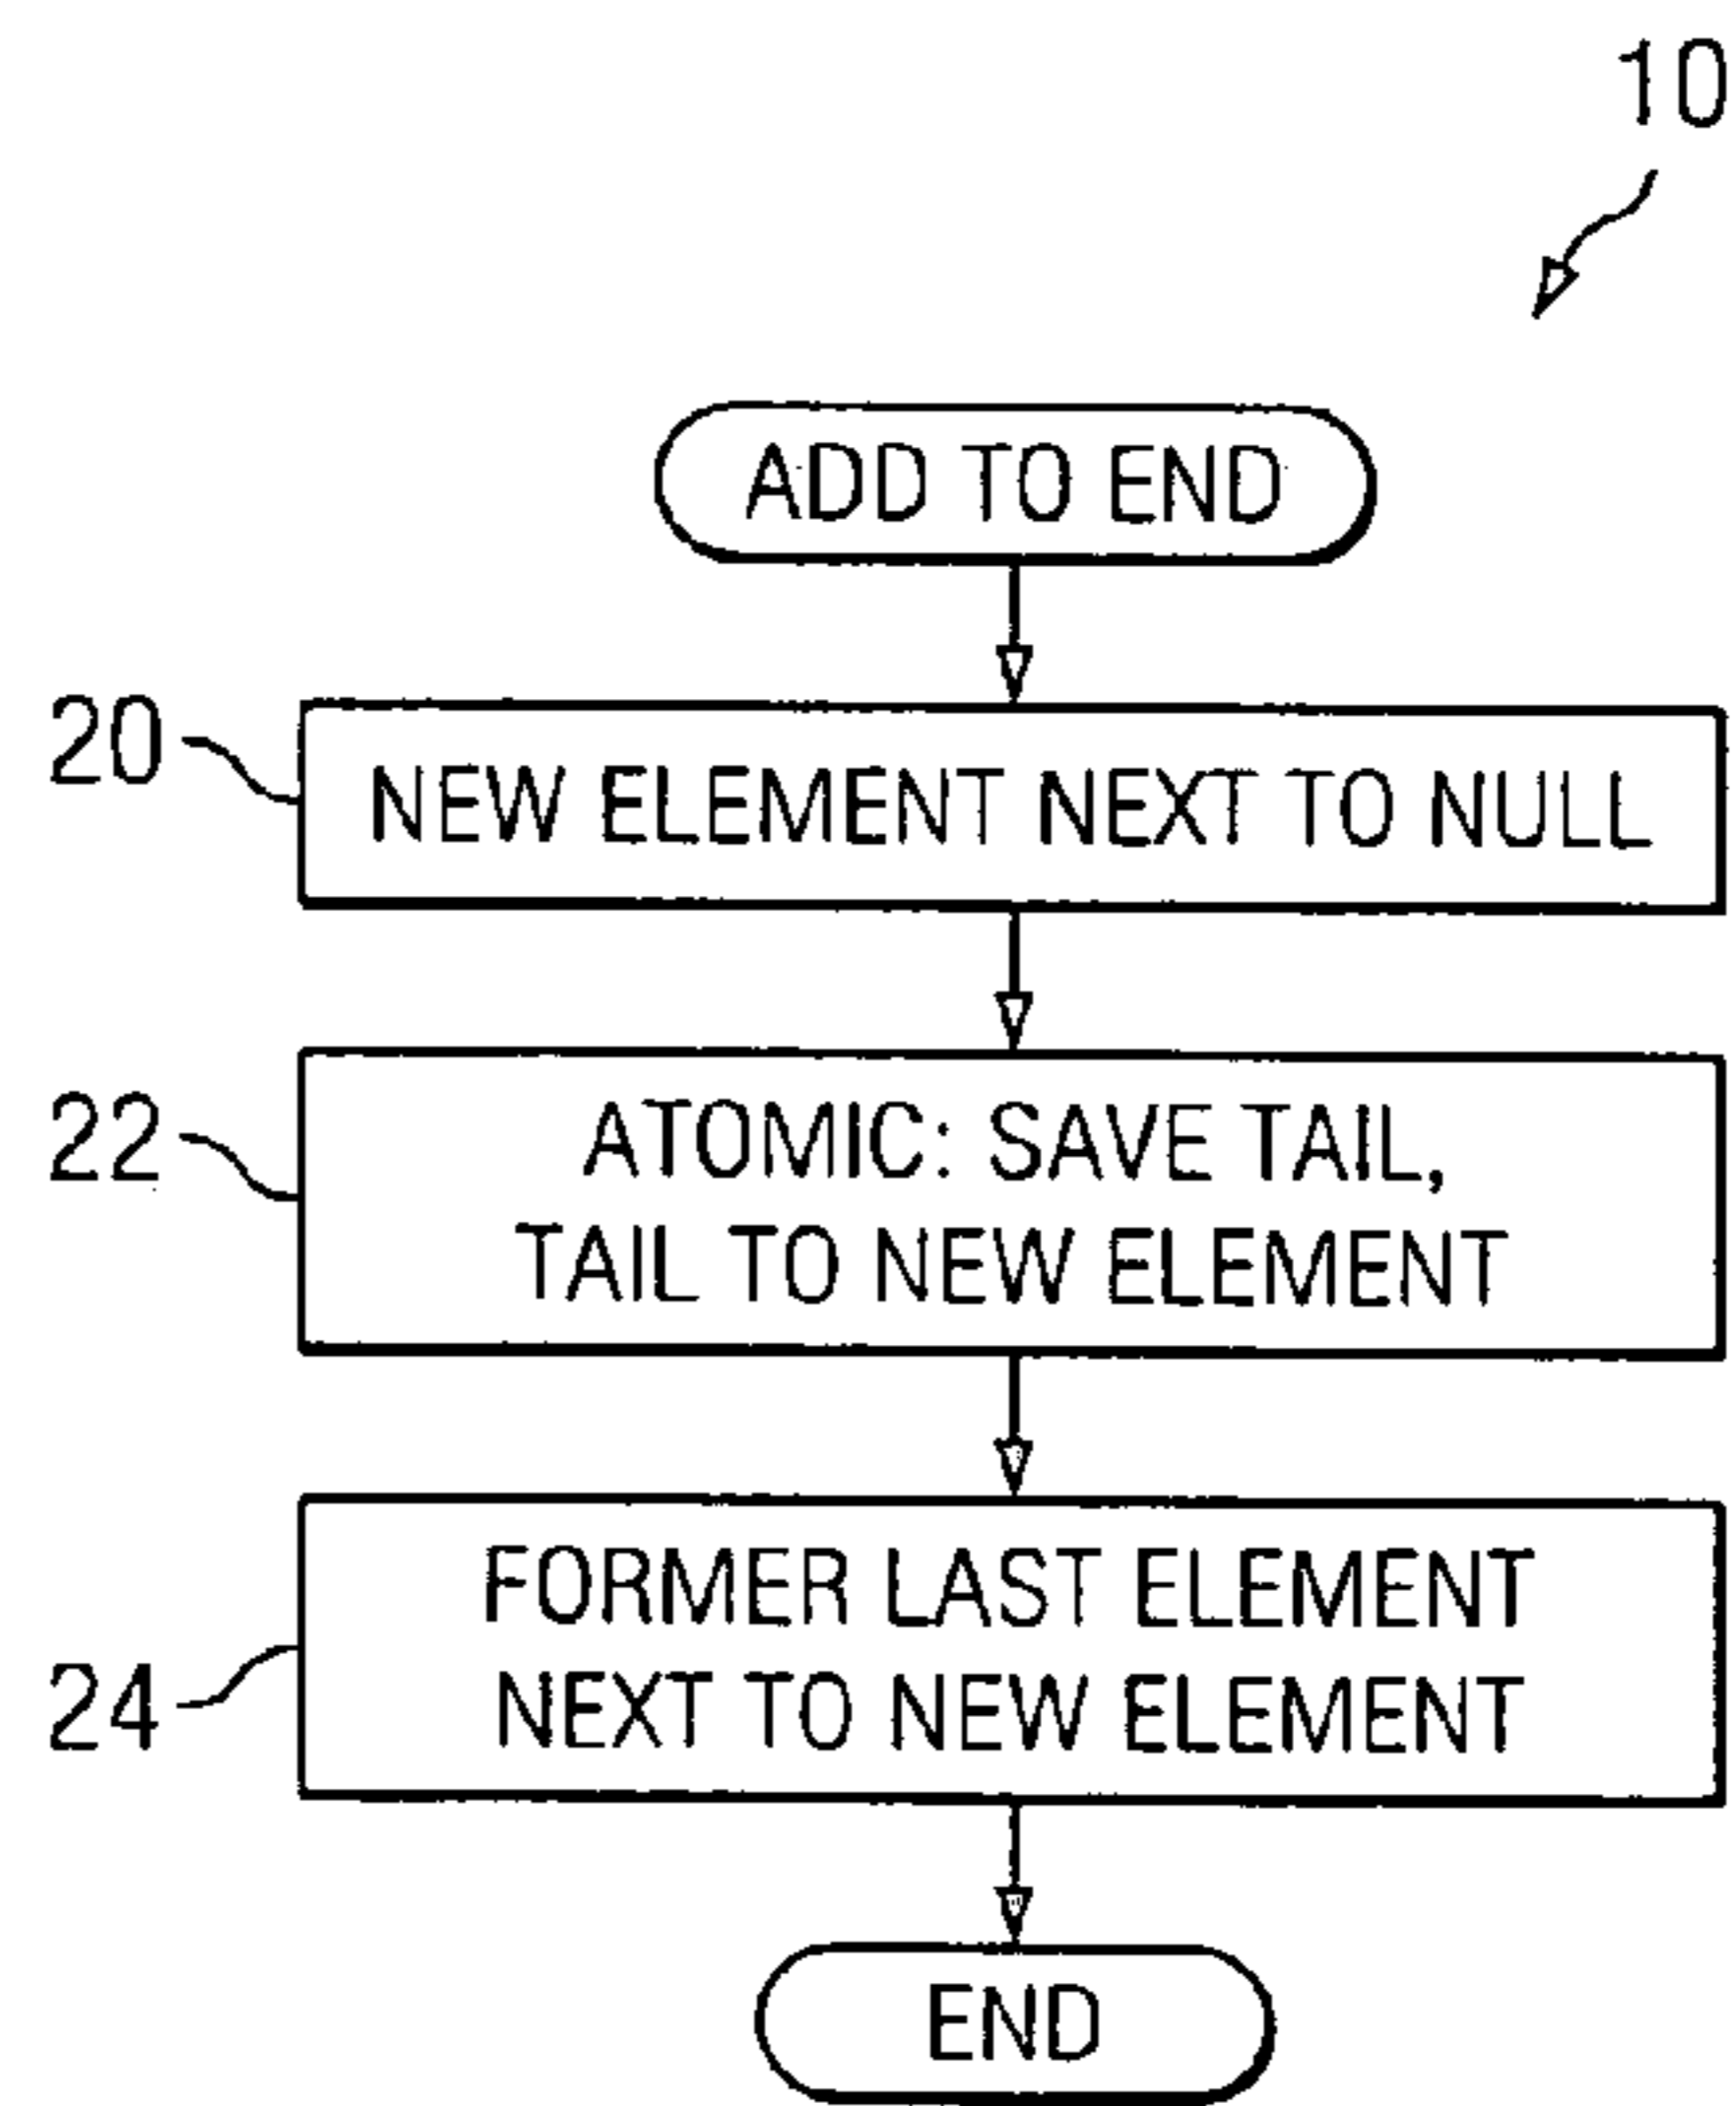 10
ADD TO END
20
NEW ELEMENT NEXT TO NULL
22
ATOMIC: SAVE TAIL,
TAIL TO NEW ELEMENT
24
FORMER LAST ELEMENT
NEXT TO NEW ELEMENT
END